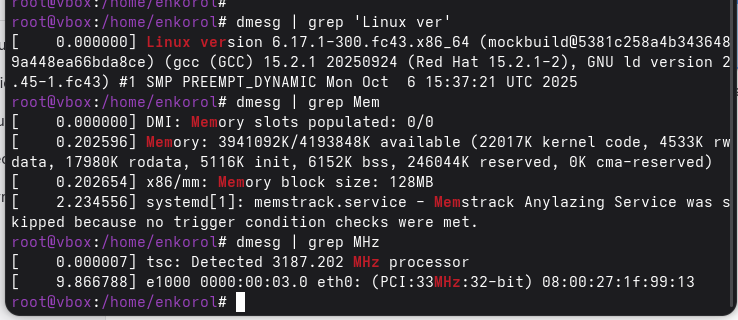 root@vbox:/home/enkorol#
root@vbox:/home/enkorol# dmesg | grep 'Linux ver'
[    0.000000] Linux version 6.17.1-300.fc43.x86_64 (mockbuild@5381c258a4b343648
9a448ea66bda8ce) (gcc (GCC) 15.2.1 20250924 (Red Hat 15.2.1-2), GNU ld version 2
.45-1.fc43) #1 SMP PREEMPT_DYNAMIC Mon Oct  6 15:37:21 UTC 2025
root@vbox:/home/enkorol# dmesg | grep Mem
[    0.000000] DMI: Memory slots populated: 0/0
[    0.202596] Memory: 3941092K/4193848K available (22017K kernel code, 4533K rw
data, 17980K rodata, 5116K init, 6152K bss, 246044K reserved, 0K cma-reserved)
[    0.202654] x86/mm: Memory block size: 128MB
[    2.234556] systemd[1]: memstrack.service - Memstrack Anylazing Service was s
kipped because no trigger condition checks were met.
root@vbox:/home/enkorol# dmesg | grep MHz
[    0.000007] tsc: Detected 3187.202 MHz processor
[    9.866788] e1000 0000:00:03.0 eth0: (PCI:33MHz:32-bit) 08:00:27:1f:99:13
root@vbox:/home/enkorol#